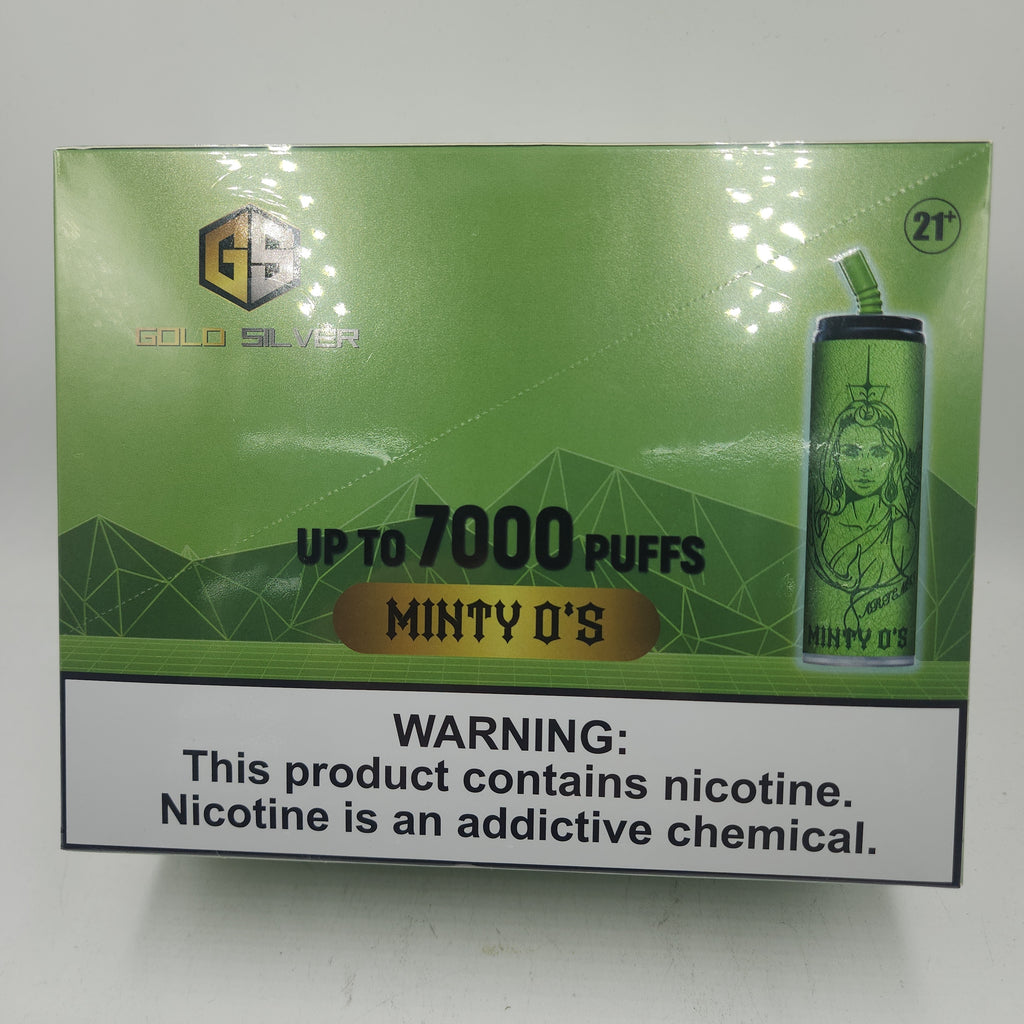 GS
GOLD SILVER
21+
UP TO 7000 PUFFS
MINTY O'S
MINTY O'S
WARNING:
This product contains nicotine.
Nicotine is an addictive chemical.